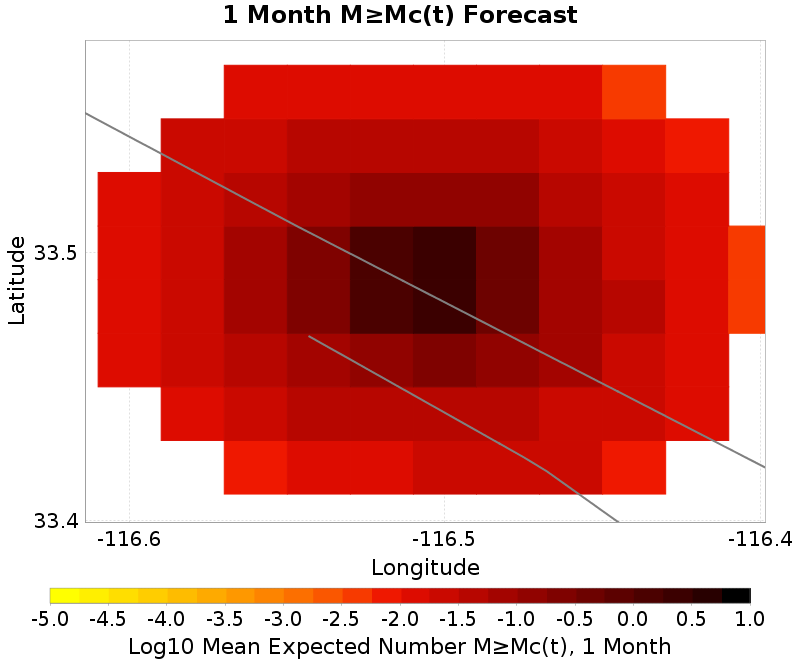 1 Month M≥Mc(t) Forecast
Latitude
33.5
33.4
-116.6 -116.5 -116.4
Longitude
-5.0 -4.5 -4.0 -3.5 -3.0 -2.5 -2.0 -1.5 -1.0 -0.5 0.0 0.5 1.0
Log10 Mean Expected Number M≥Mc(t), 1 Month